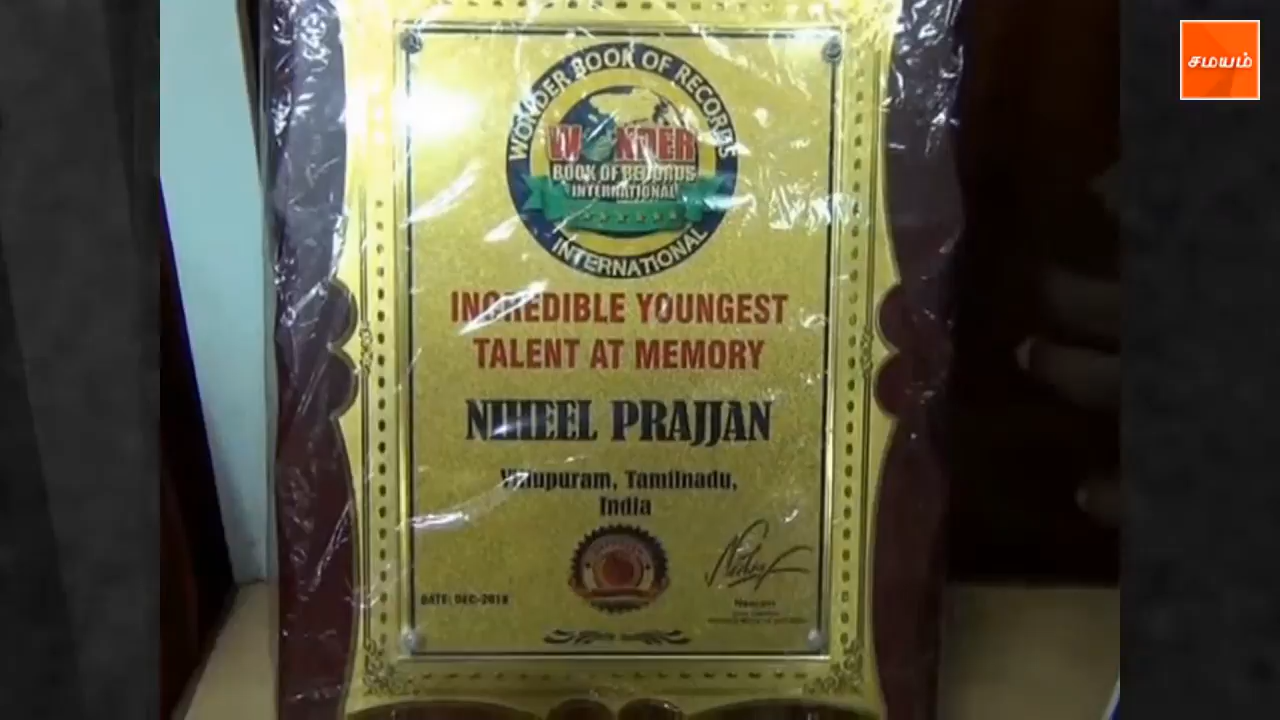 சமயம்
WONDER BOOK OF RECORDS
WONDER
BOOK OF RECORDS
INTERNATIONAL
INTERNATIONAL
INCREDIBLE YOUNGEST
TALENT AT MEMORY
NIHEEL PRAJJAN
Villupuram, Tamilnadu,
India
DATE: DEC-2018